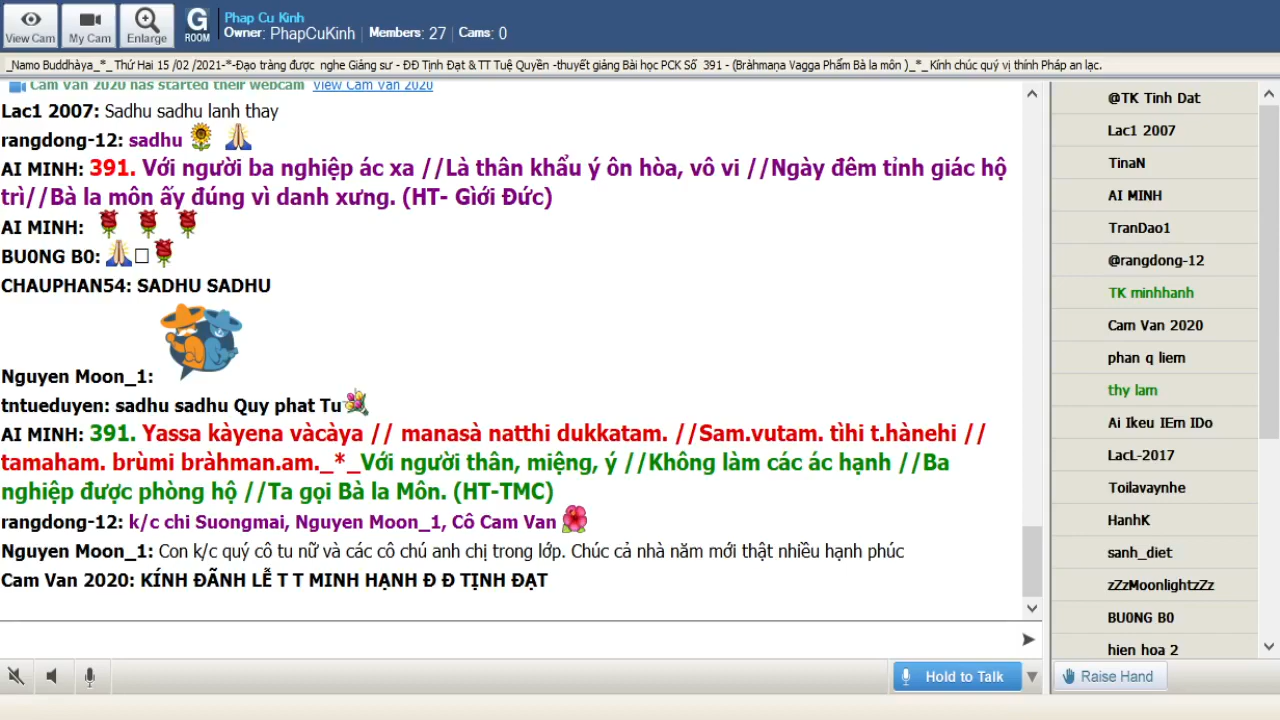 Phap Cu Kinh
Owner: PhapCuKinh Members: 27 Cams: 0
View Cam My Cam Enlarge G ROOM
_Namo Buddhàya_*_ Thứ Hai 15 /02 /2021-*-Đạo tràng được nghe Giảng sư - ĐĐ Tịnh Đạt & TT Tuệ Quyền -thuyết giảng Bài học PCK Số 391 - (Bràhmaṇa Vagga Phẩm Bà la môn )_*_ Kính chúc quý vị thính Pháp an lạc.
Cam Van 2020 has started their webcam View Cam Van 2020
Lac1 2007: Sadhu sadhu lanh thay
rangdong-12: sadhu
AI MINH: 391. Với người ba nghiệp ác xa //Là thân khẩu ý ôn hòa, vô vi //Ngày đêm tỉnh giác hộ
trì//Bà la môn ấy đúng vì danh xưng. (HT- Giới Đức)
AI MINH:
BU0NG B0:
CHAUPHAN54: SADHU SADHU
Nguyen Moon_1:
tntueduyen: sadhu sadhu Quy phat Tu
AI MINH: 391. Yassa kàyena vàcàya // manasà natthi dukkatam. //Sam.vutam. tìhi t.hànehi //
tamaham. brùmi bràhman.am._*_Với người thân, miệng, ý //Không làm các ác hạnh //Ba
nghiệp được phòng hộ //Ta gọi Bà la Môn. (HT-TMC)
rangdong-12: k/c chi Suongmai, Nguyen Moon_1, Cô Cam Van
Nguyen Moon_1: Con k/c quý cô tu nữ và các cô chú anh chị trong lớp. Chúc cả nhà năm mới thật nhiều hạnh phúc
Cam Van 2020: KÍNH ĐÃNH LỄ T T MINH HẠNH Đ Đ TỊNH ĐẠT
@TK Tinh Dat
Lac1 2007
TinaN
AI MINH
TranDao1
@rangdong-12
TK minhhanh
Cam Van 2020
phan q liem
thy lam
Ai Ikeu IEm IDo
LacL-2017
Toilavaynhe
HanhK
sanh_diet
zZzMoonlightzZz
BU0NG B0
hien hoa 2
Hold to Talk
Raise Hand